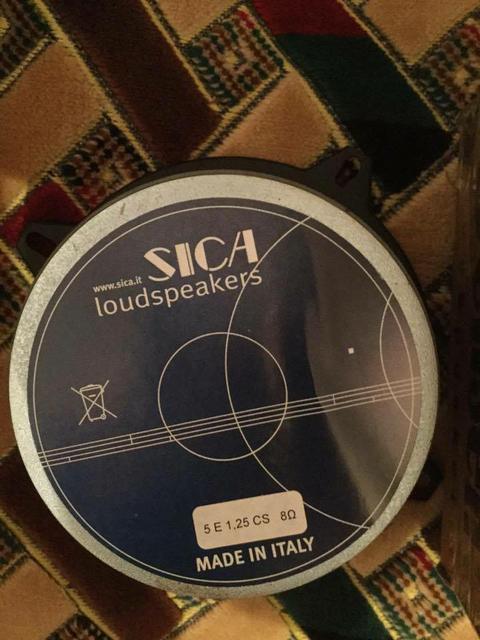 SICA
www.sica.it
loudspeakers
5 E 1,25 CS 8Ω
MADE IN ITALY